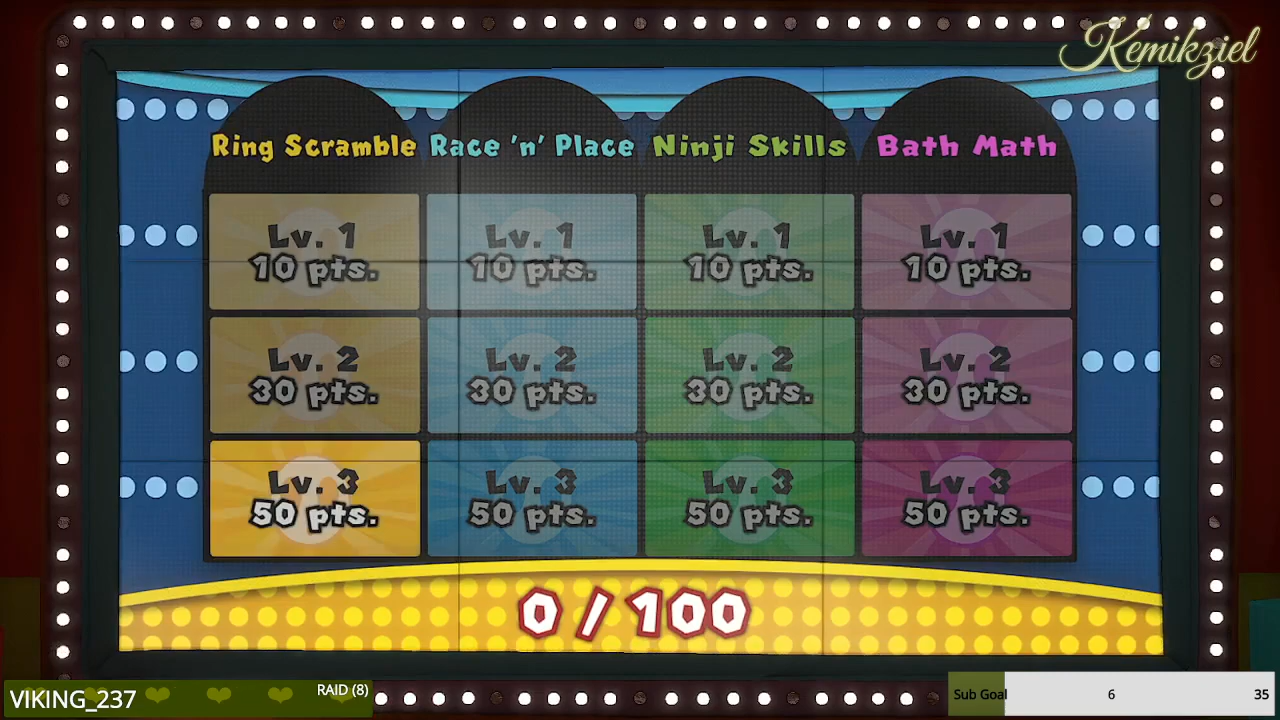 Kemikziel
Ring Scramble Race 'n' Place Ninji Skills Bath Math
Lv. 1 Lv. 1 Lv. 1 Lv. 1
10 pts. 10 pts. 10 pts. 10 pts.
Lv. 2 Lv. 2 Lv. 2 Lv. 2
30 pts. 30 pts. 30 pts. 30 pts.
Lv. 3 Lv. 3 Lv. 3 Lv. 3
50 pts. 50 pts. 50 pts. 50 pts.
0 / 100
VIKING_237 RAID (8)
Sub Goal 6 35